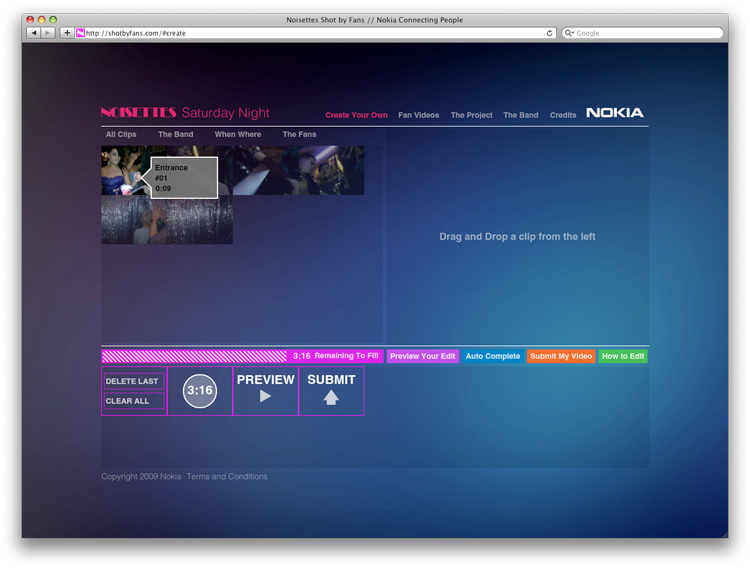 Noisettes Shot by Fans // Nokia Connecting People
http://shotbyfans.com/#create
Google
NOISETTES Saturday Night
Create Your Own Fan Videos The Project The Band Credits NOKIA
All Clips The Band When Where The Fans
Entrance
#01
0:09
Drag and Drop a clip from the left
3:16 Remaining To Fill Preview Your Edit Auto Complete Submit My Video How to Edit
DELETE LAST
CLEAR ALL
3:16
PREVIEW
SUBMIT
Copyright 2009 Nokia Terms and Conditions